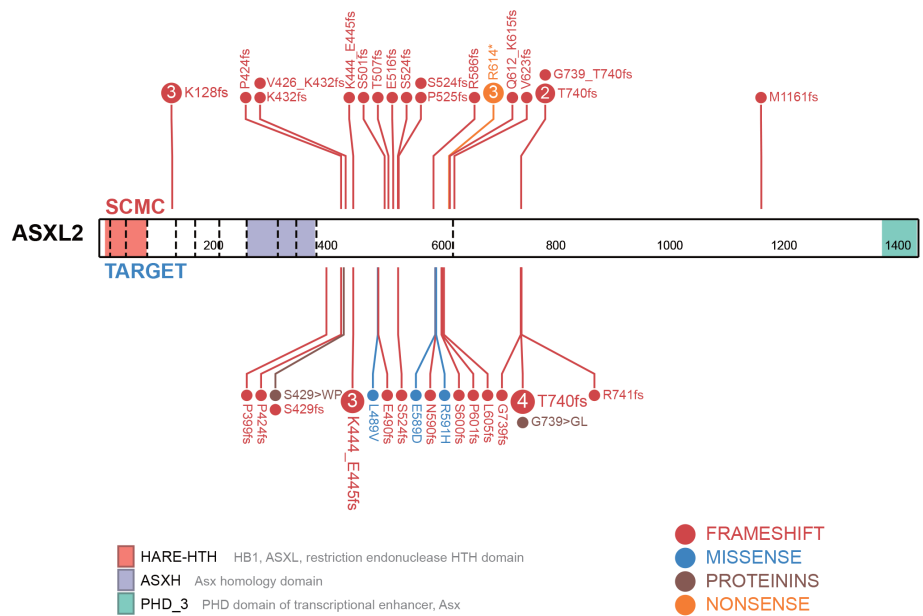 3 K128fs
P424fs
V426_K432fs
K432fs
K444_E445fs
S501fs
T507fs
E516fs
S524fs
S524fs
P525fs
R586fs
3 R614*
Q612_K615fs
V623fs
G739_T740fs
2 T740fs
M1161fs
SCMC
ASXL2
200 400 600 800 1000 1200 1400
TARGET
P399fs
P424fs
S429>WP
S429fs
3 K444_E445fs
L489V
E490fs
S524fs
E589D
N590fs
R591H
S600fs
P601fs
L605fs
G739fs
4 T740fs
G739>GL
R741fs
HARE-HTH HB1, ASXL, restriction endonuclease HTH domain
ASXH Asx homology domain
PHD_3 PHD domain of transcriptional enhancer, Asx
FRAMESHIFT
MISSENSE
PROTEININS
NONSENSE